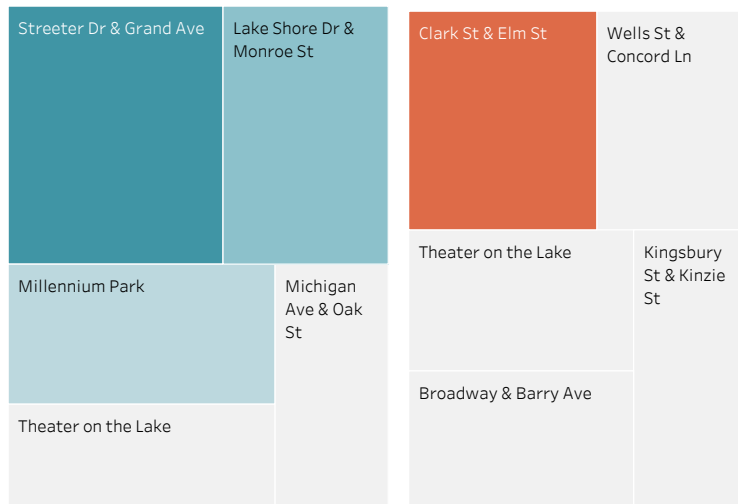 Streeter Dr & Grand Ave
Lake Shore Dr &
Monroe St
Millennium Park
Michigan
Ave & Oak
St
Theater on the Lake
Clark St & Elm St
Wells St &
Concord Ln
Theater on the Lake
Kingsbury
St & Kinzie
St
Broadway & Barry Ave